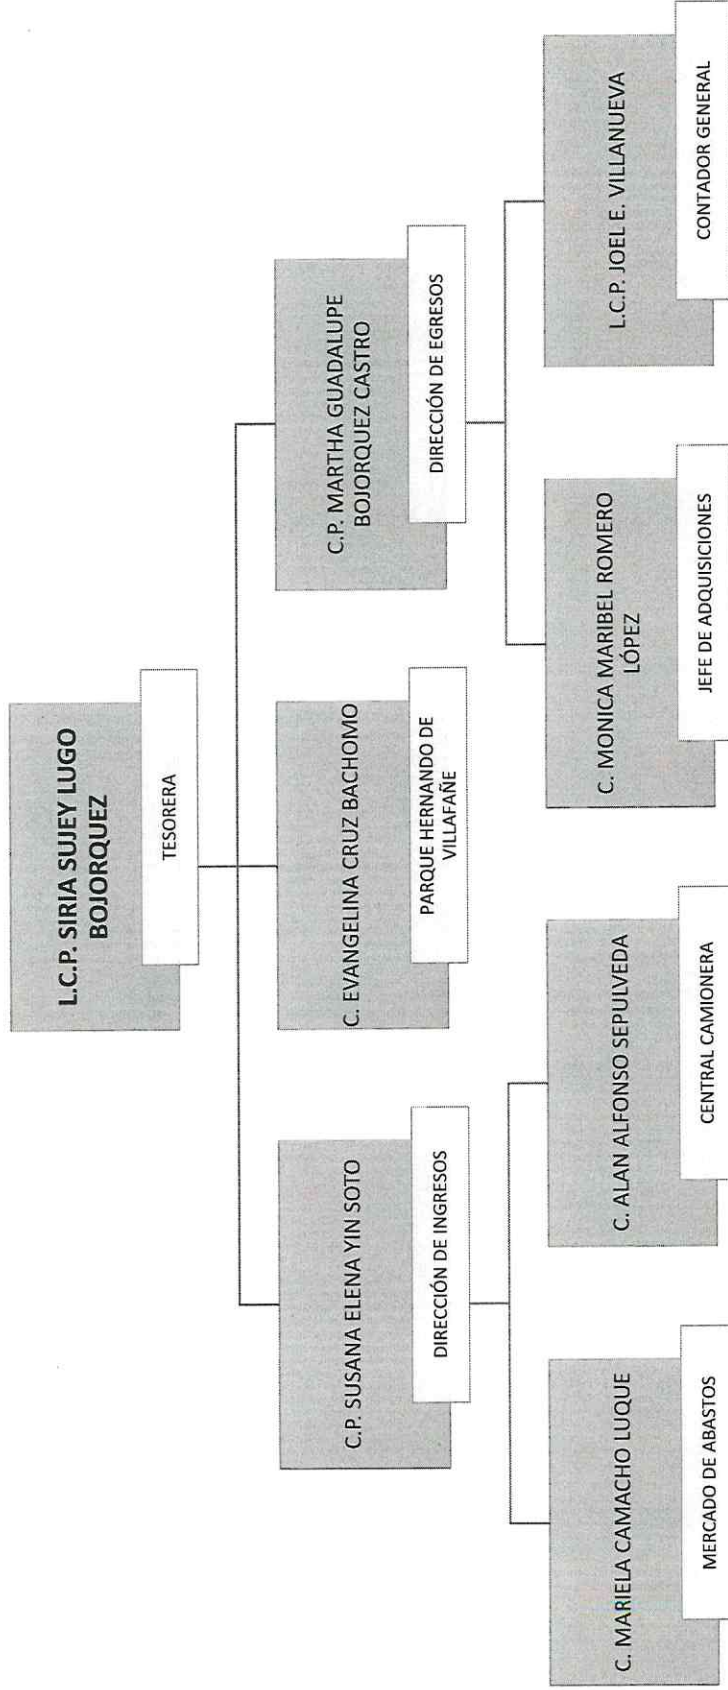 L.C.P. SIRIA SUJEY LUGO
BOJORQUEZ
TESORERA
C.P. SUSANA ELENA YIN SOTO
DIRECCIÓN DE INGRESOS
C. EVANGELINA CRUZ BACHOMO
PARQUE HERNANDO DE
VILLAFAÑE
C.P. MARTHA GUADALUPE
BOJORQUEZ CASTRO
DIRECCIÓN DE EGRESOS
C. MARIELA CAMACHO LUQUE
MERCADO DE ABASTOS
C. ALAN ALFONSO SEPULVEDA
CENTRAL CAMIONERA
C. MONICA MARIBEL ROMERO
LÓPEZ
JEFE DE ADQUISICIONES
L.C.P. JOEL E. VILLANUEVA
CONTADOR GENERAL